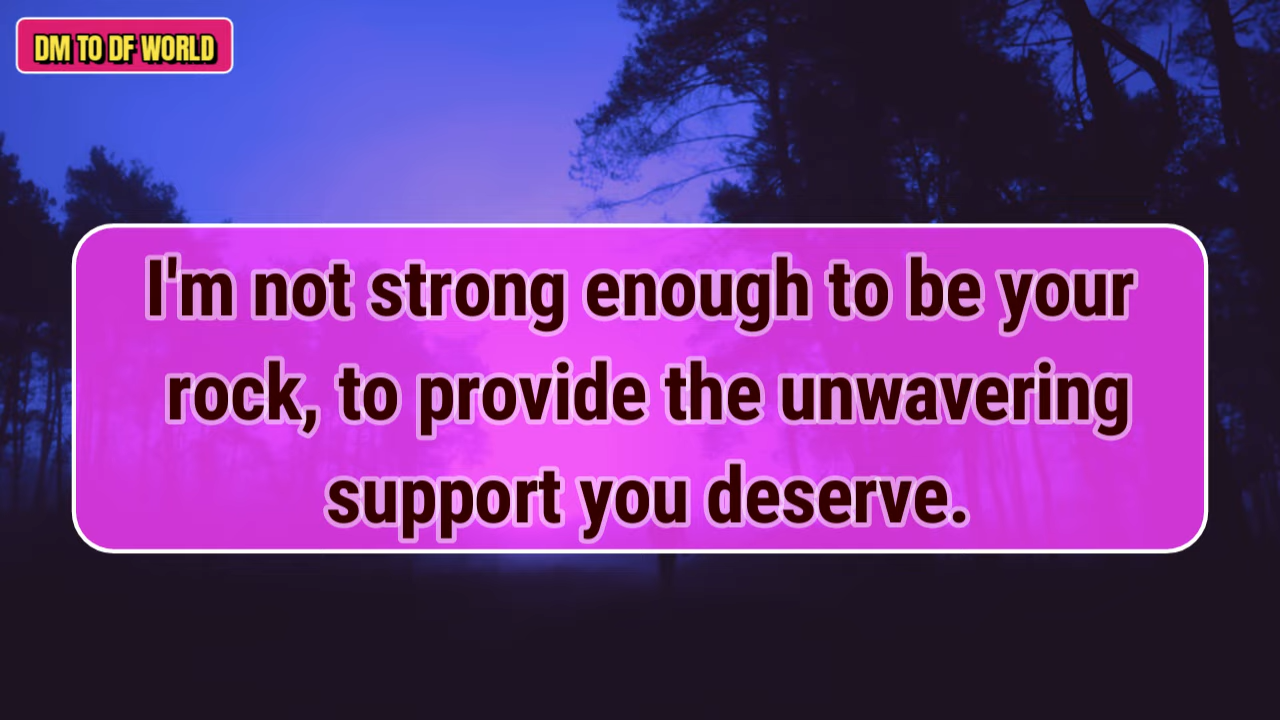 DM TO DF WORLD
I'm not strong enough to be your
rock, to provide the unwavering
support you deserve.